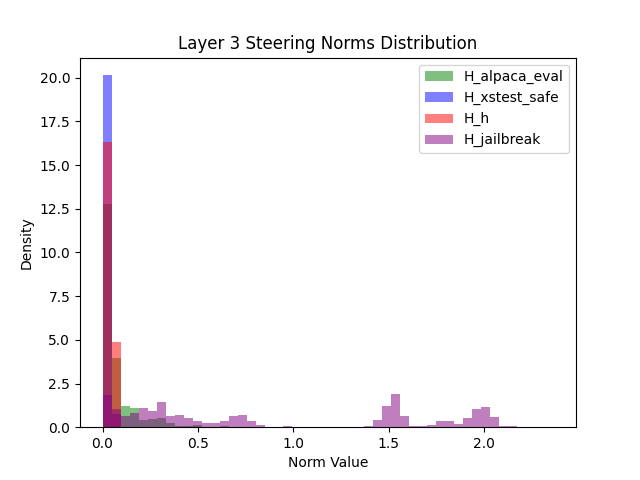 Layer 3 Steering Norms Distribution
H_alpaca_eval
H_xstest_safe
H_h
H_jailbreak
Density
20.0
17.5
15.0
12.5
10.0
7.5
5.0
2.5
0.0
0.0 0.5 1.0 1.5 2.0
Norm Value